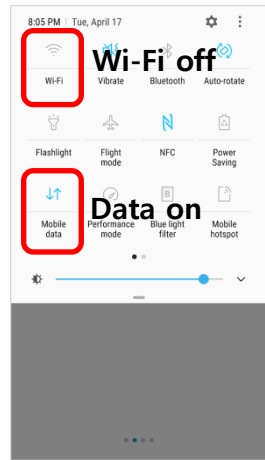 8:05 PM | Tue, April 17
Wi-Fi off
Wi-Fi
Vibrate
Bluetooth
Auto-rotate
Flashlight
Flight
mode
NFC
Power
Saving
Data on
Mobile
data
Performance
mode
Blue light
filter
Mobile
hotspot